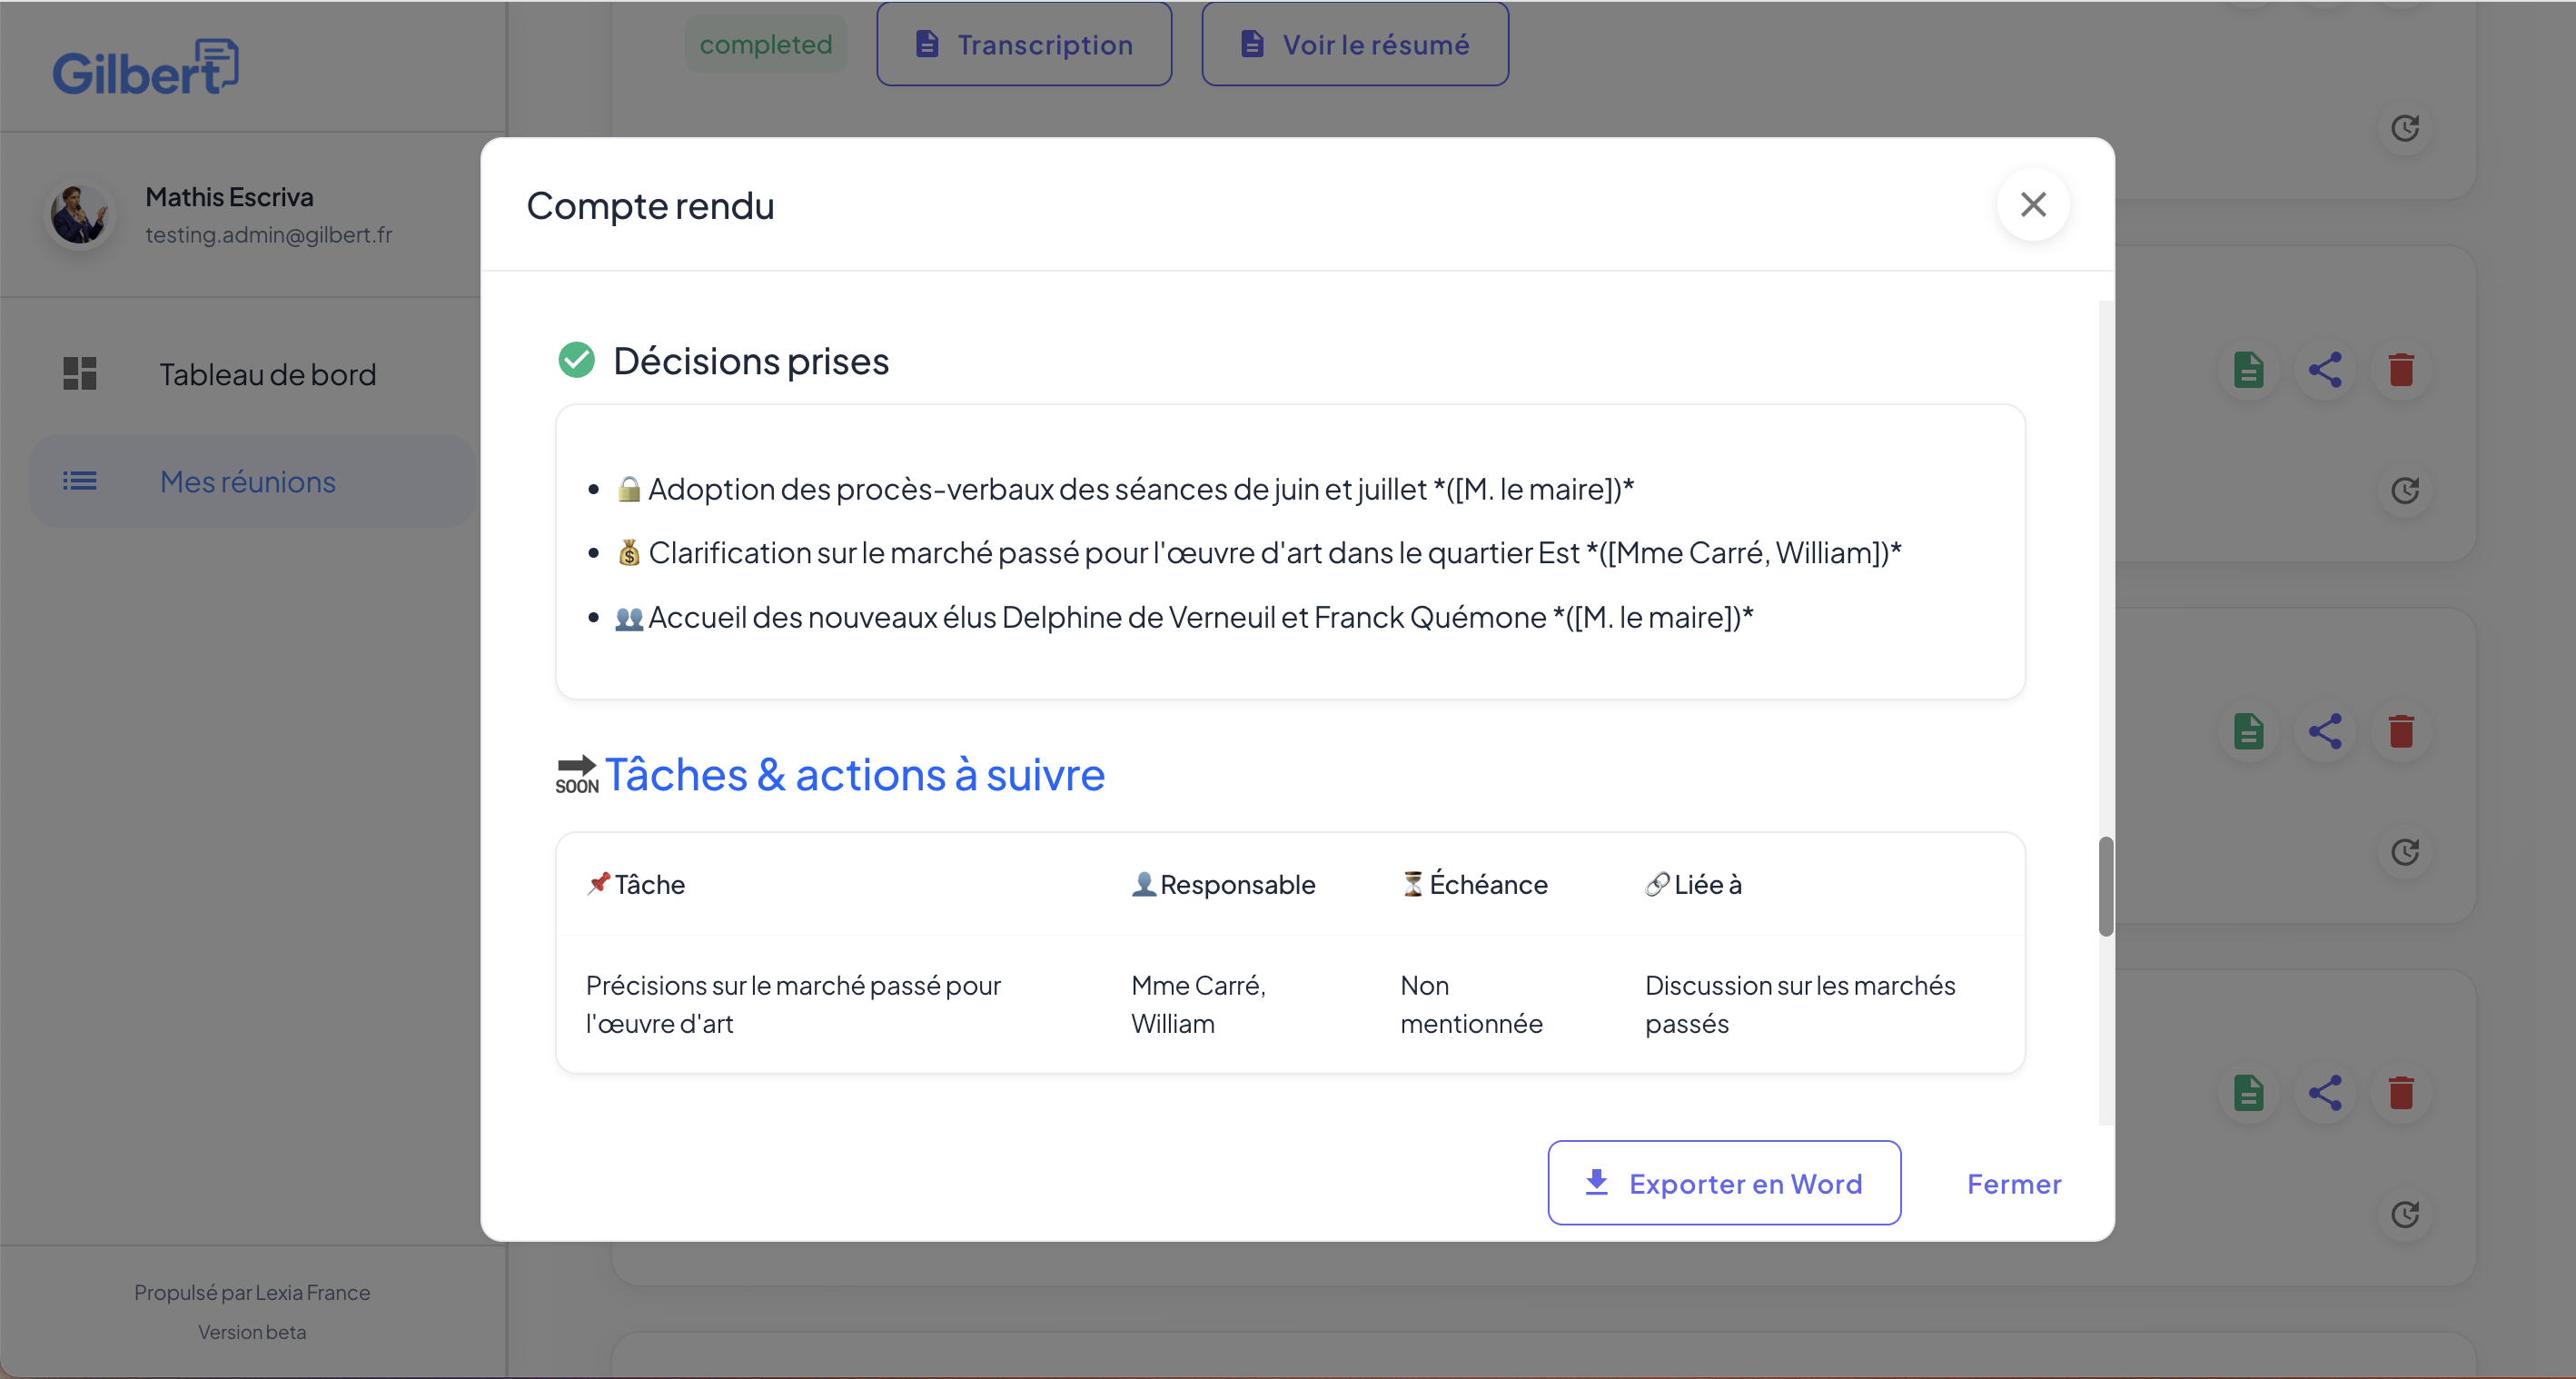 Gilbert
Mathis Escriva
testing.admin@gilbert.fr
Tableau de bord
Mes réunions
Propulsé par Lexia France
Version beta
completed
Transcription
Voir le résumé
Compte rendu
Décisions prises
• 🔒 Adoption des procès-verbaux des séances de juin et juillet *([M. le maire])*
• 💰 Clarification sur le marché passé pour l'œuvre d'art dans le quartier Est *([Mme Carré, William])*
• 👥 Accueil des nouveaux élus Delphine de Verneuil et Franck Quémone *([M. le maire])*
SOON Tâches & actions à suivre
📌 Tâche 👤 Responsable ⏳ Échéance 🔗 Liée à
Précisions sur le marché passé pour
l'œuvre d'art
Mme Carré,
William
Non
mentionnée
Discussion sur les marchés
passés
Exporter en Word
Fermer